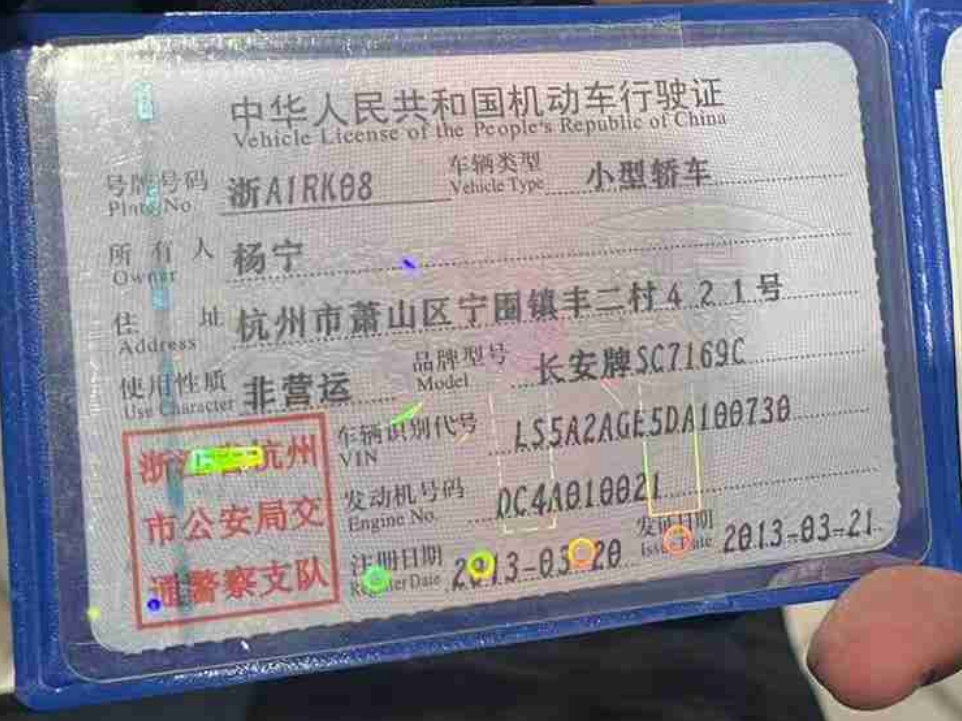 中华人民共和国机动车行驶证
Vehicle License of the People's Republic of China
号牌号码 浙A1RK08 车辆类型 小型轿车
Plate No. Vehicle Type
所有人 杨宁
Owner
住址 杭州市萧山区宁围镇丰二村421号
Address
使用性质 非营运 品牌型号 长安牌SC7169C
Use Character Model
车辆识别代号 LS5A2AGE5DA100730
VIN
发动机号码 DC4A010021
Engine No.
注册日期 2013-03-20 发证日期 2013-03-21
Register Date Issue Date
浙江省杭州
市公安局交
通警察支队